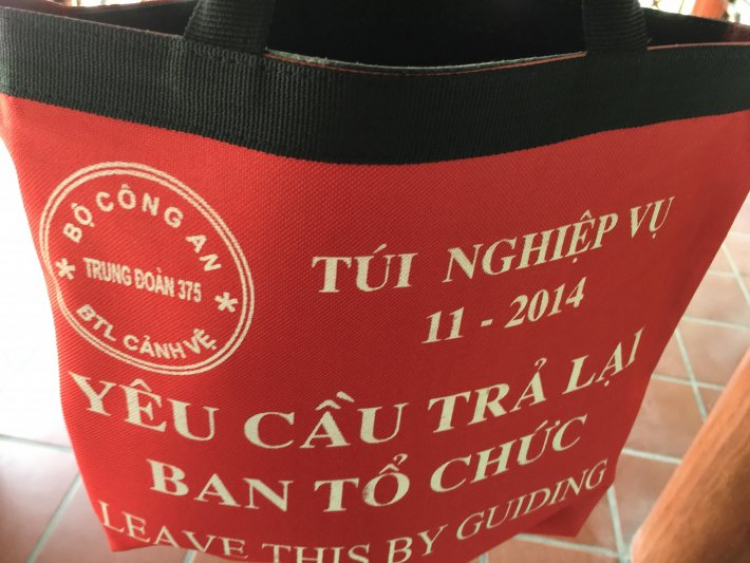 BỘ CÔNG AN
TRUNG ĐOÀN 375
BTL CẢNH VỆ
TÚI NGHIỆP VỤ
11 - 2014
YÊU CẦU TRẢ LẠI
BAN TỔ CHỨC
LEAVE THIS BY GUIDING